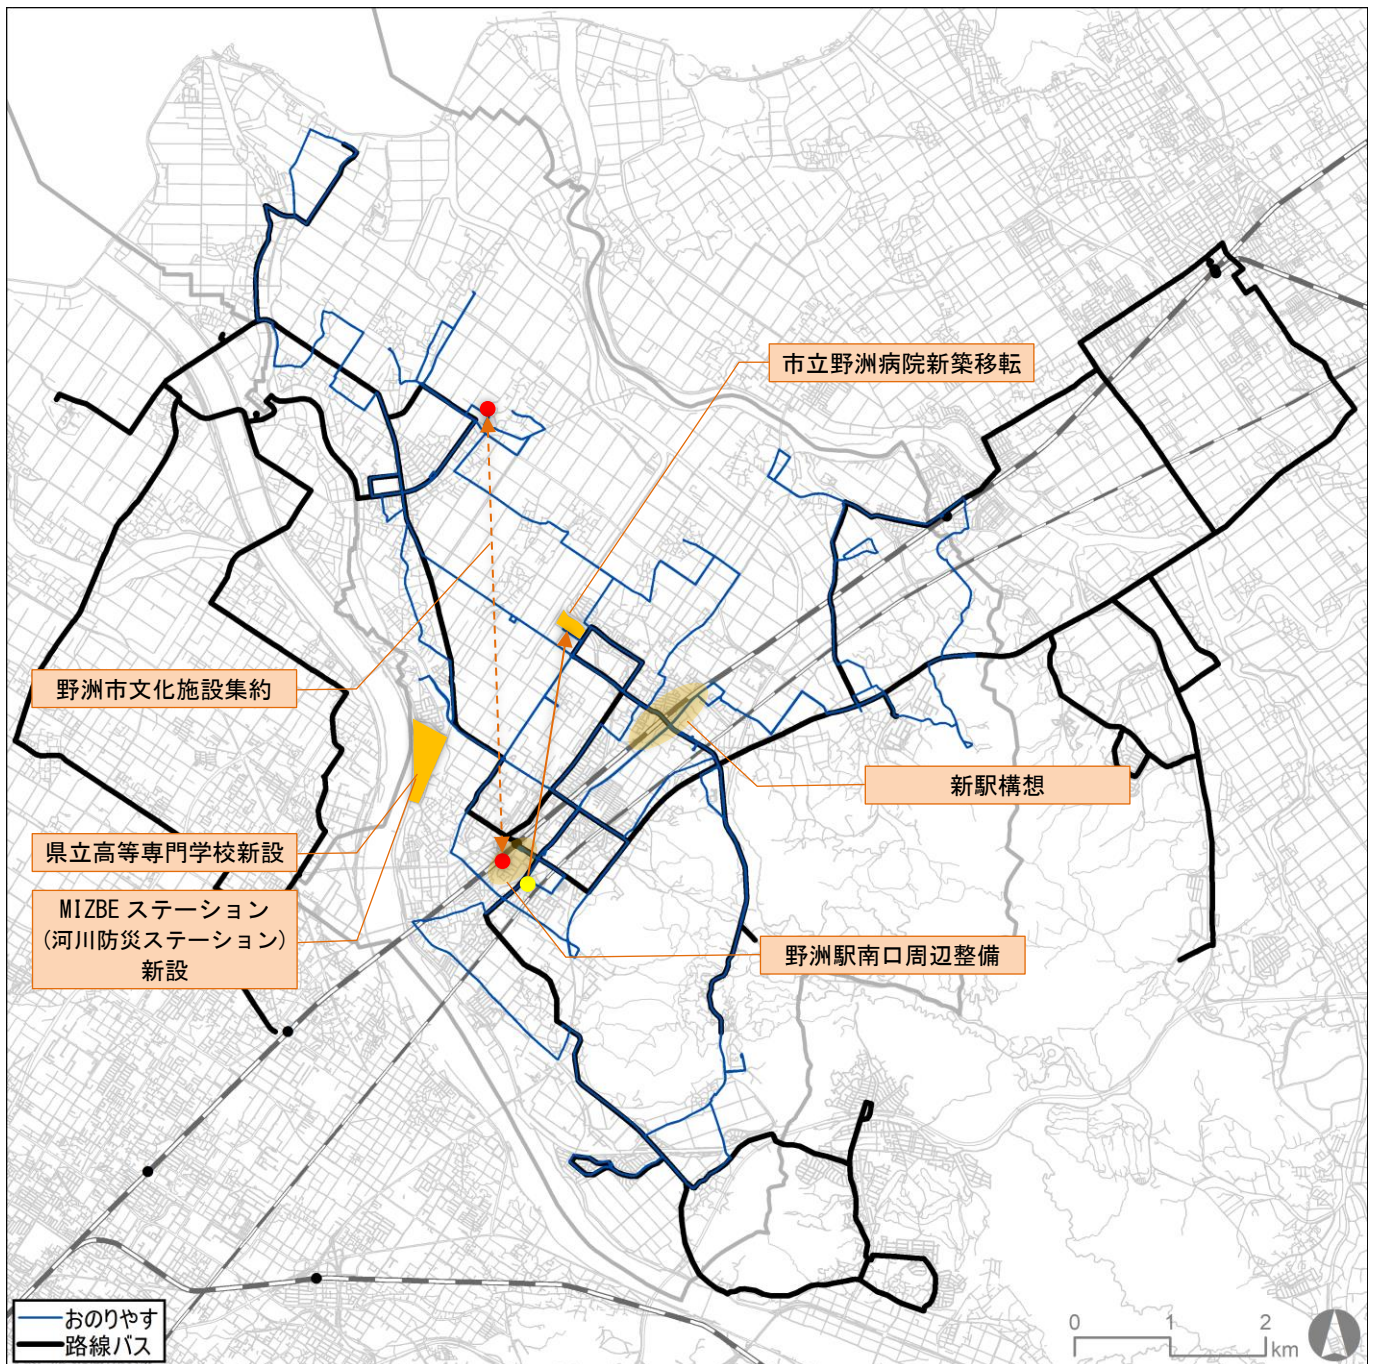 市立野洲病院新築移転
野洲市文化施設集約
新駅構想
県立高等専門学校新設
MIZBE ステーション
(河川防災ステーション)
新設
野洲駅南口周辺整備
おのりやす
路線バス
0 1 2
km